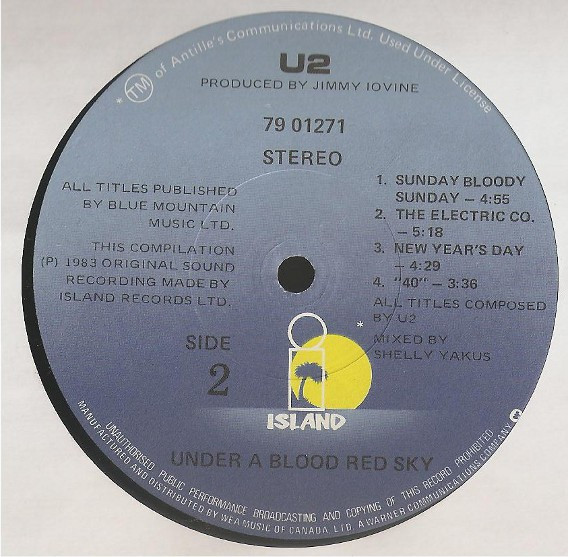 * TM of Antille's Communications Ltd. Used Under License
U2
PRODUCED BY JIMMY IOVINE
79 01271
STEREO
ALL TITLES PUBLISHED
BY BLUE MOUNTAIN
MUSIC LTD.
THIS COMPILATION
(P) 1983 ORIGINAL SOUND
RECORDING MADE BY
ISLAND RECORDS LTD.
SIDE
2
1. SUNDAY BLOODY
SUNDAY – 4:55
2. THE ELECTRIC CO.
– 5:18
3. NEW YEAR'S DAY
– 4:29
4. "40" – 3:36
ALL TITLES COMPOSED
BY U2
MIXED BY
SHELLY YAKUS
*
ISLAND
UNDER A BLOOD RED SKY
UNAUTHORISED PUBLIC PERFORMANCE BROADCASTING AND COPYING OF THIS RECORD PROHIBITED
MANUFACTURED AND DISTRIBUTED BY WEA MUSIC OF CANADA, LTD. A WARNER COMMUNICATIONS COMPANY